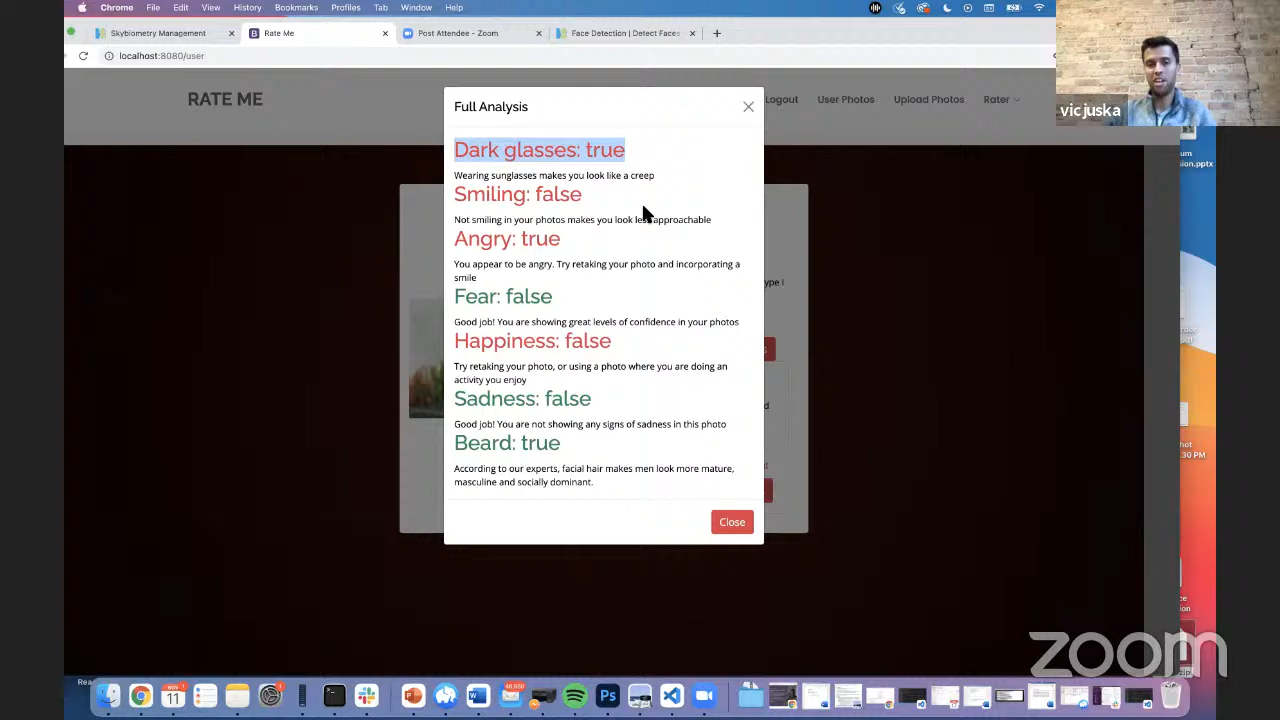 Chrome File Edit View History Bookmarks Profiles Tab Window Help
Skybiometry Management
Rate Me
Post Attendee - Zoom
Face Detection | Detect Faces
localhost:8080/user
vic juska
RATE ME
Logout User Photos Upload Photos Rater
Full Analysis
Dark glasses: true
Wearing sunglasses makes you look like a creep
Smiling: false
Not smiling in your photos makes you look less approachable
Angry: true
You appear to be angry. Try retaking your photo and incorporating a
smile
Fear: false
Good job! You are showing great levels of confidence in your photos
Happiness: false
Try retaking your photo, or using a photo where you are doing an
activity you enjoy
Sadness: false
Good job! You are not showing any signs of sadness in this photo
Beard: true
According to our experts, facial hair makes men look more mature,
masculine and socially dominant.
Close
zoom
NOV
11